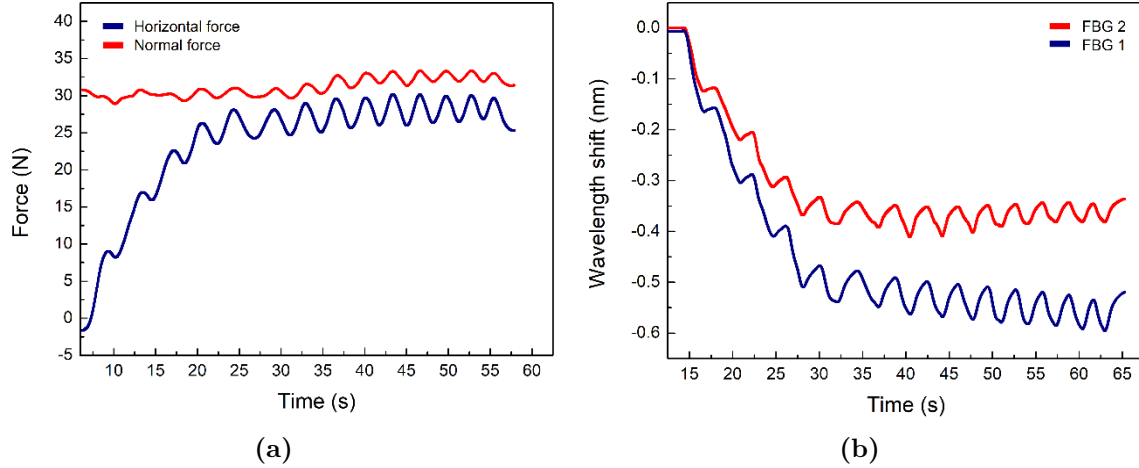 40
35
30
25
20
15
10
5
0
-5
Force (N)
Horizontal force
Normal force
10 15 20 25 30 35 40 45 50 55 60
Time (s)
(a)
0.0
-0.1
-0.2
-0.3
-0.4
-0.5
-0.6
Wavelength shift (nm)
FBG 2
FBG 1
15 20 25 30 35 40 45 50 55 60 65
Time (s)
(b)